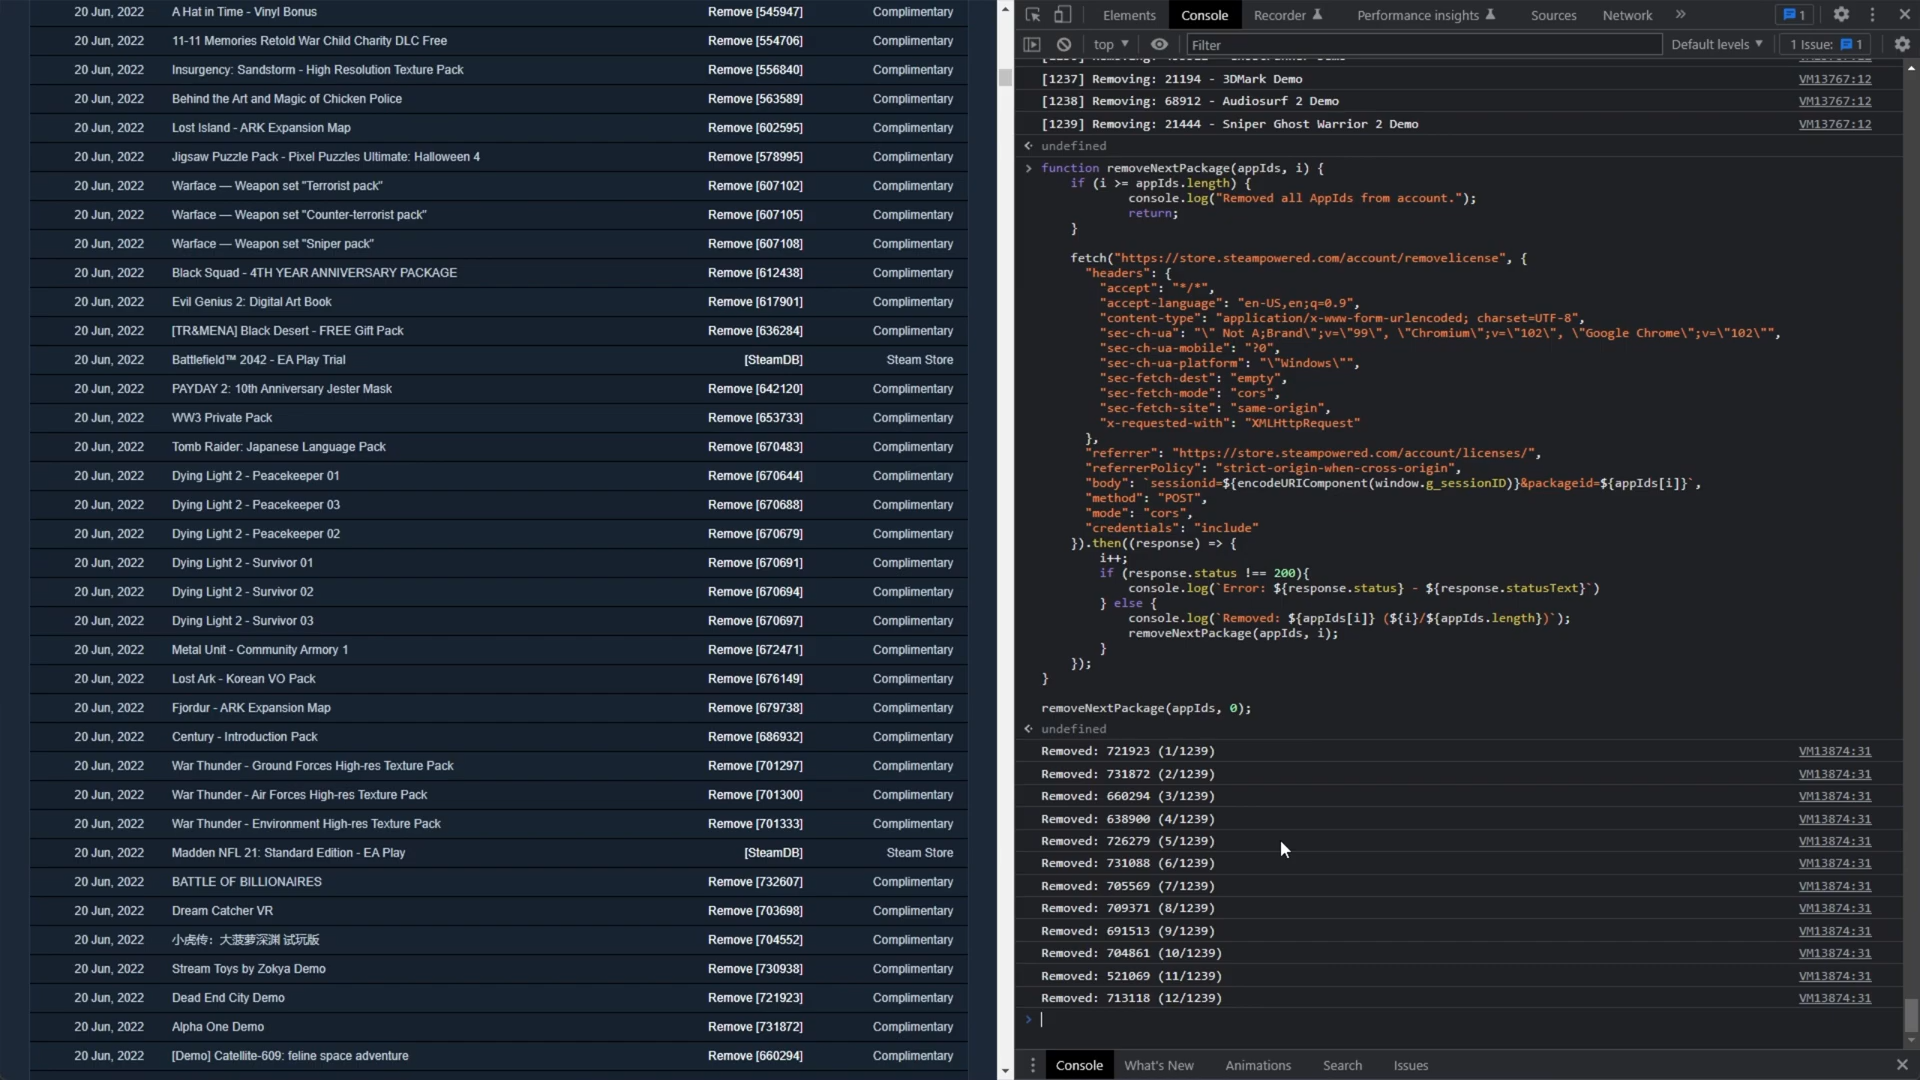 20 Jun, 2022 A Hat in Time - Vinyl Bonus Remove [545947] Complimentary
20 Jun, 2022 11-11 Memories Retold War Child Charity DLC Free Remove [554706] Complimentary
20 Jun, 2022 Insurgency: Sandstorm - High Resolution Texture Pack Remove [556840] Complimentary
20 Jun, 2022 Behind the Art and Magic of Chicken Police Remove [563589] Complimentary
20 Jun, 2022 Lost Island - ARK Expansion Map Remove [602595] Complimentary
20 Jun, 2022 Jigsaw Puzzle Pack - Pixel Puzzles Ultimate: Halloween 4 Remove [578995] Complimentary
20 Jun, 2022 Warface — Weapon set "Terrorist pack" Remove [607102] Complimentary
20 Jun, 2022 Warface — Weapon set "Counter-terrorist pack" Remove [607105] Complimentary
20 Jun, 2022 Warface — Weapon set "Sniper pack" Remove [607108] Complimentary
20 Jun, 2022 Black Squad - 4TH YEAR ANNIVERSARY PACKAGE Remove [612438] Complimentary
20 Jun, 2022 Evil Genius 2: Digital Art Book Remove [617901] Complimentary
20 Jun, 2022 [TR&MENA] Black Desert - FREE Gift Pack Remove [636284] Complimentary
20 Jun, 2022 Battlefield™ 2042 - EA Play Trial [SteamDB] Steam Store
20 Jun, 2022 PAYDAY 2: 10th Anniversary Jester Mask Remove [642120] Complimentary
20 Jun, 2022 WW3 Private Pack Remove [653733] Complimentary
20 Jun, 2022 Tomb Raider: Japanese Language Pack Remove [670483] Complimentary
20 Jun, 2022 Dying Light 2 - Peacekeeper 01 Remove [670644] Complimentary
20 Jun, 2022 Dying Light 2 - Peacekeeper 03 Remove [670688] Complimentary
20 Jun, 2022 Dying Light 2 - Peacekeeper 02 Remove [670679] Complimentary
20 Jun, 2022 Dying Light 2 - Survivor 01 Remove [670691] Complimentary
20 Jun, 2022 Dying Light 2 - Survivor 02 Remove [670694] Complimentary
20 Jun, 2022 Dying Light 2 - Survivor 03 Remove [670697] Complimentary
20 Jun, 2022 Metal Unit - Community Armory 1 Remove [672471] Complimentary
20 Jun, 2022 Lost Ark - Korean VO Pack Remove [676149] Complimentary
20 Jun, 2022 Fjordur - ARK Expansion Map Remove [679738] Complimentary
20 Jun, 2022 Century - Introduction Pack Remove [686932] Complimentary
20 Jun, 2022 War Thunder - Ground Forces High-res Texture Pack Remove [701297] Complimentary
20 Jun, 2022 War Thunder - Air Forces High-res Texture Pack Remove [701300] Complimentary
20 Jun, 2022 War Thunder - Environment High-res Texture Pack Remove [701333] Complimentary
20 Jun, 2022 Madden NFL 21: Standard Edition - EA Play [SteamDB] Steam Store
20 Jun, 2022 BATTLE OF BILLIONAIRES Remove [732607] Complimentary
20 Jun, 2022 Dream Catcher VR Remove [703698] Complimentary
20 Jun, 2022 小虎传：大菠萝深渊 试玩版 Remove [704552] Complimentary
20 Jun, 2022 Stream Toys by Zokya Demo Remove [730938] Complimentary
20 Jun, 2022 Dead End City Demo Remove [721923] Complimentary
20 Jun, 2022 Alpha One Demo Remove [731872] Complimentary
20 Jun, 2022 [Demo] Catellite-609: feline space adventure Remove [660294] Complimentary
Elements Console Recorder Performance insights Sources Network » 1
top Filter Default levels 1 Issue: 1
[1237] Removing: 21194 - 3DMark Demo VM13767:12
[1238] Removing: 68912 - Audiosurf 2 Demo VM13767:12
[1239] Removing: 21444 - Sniper Ghost Warrior 2 Demo VM13767:12
undefined
function removeNextPackage(appIds, i) {
if (i >= appIds.length) {
console.log("Removed all AppIds from account.");
return;
}
fetch("https://store.steampowered.com/account/removelicense", {
"headers": {
"accept": "*/*",
"accept-language": "en-US,en;q=0.9",
"content-type": "application/x-www-form-urlencoded; charset=UTF-8",
"sec-ch-ua": "\" Not A;Brand\";v=\"99\", \"Chromium\";v=\"102\", \"Google Chrome\";v=\"102\"",
"sec-ch-ua-mobile": "?0",
"sec-ch-ua-platform": "\"Windows\"",
"sec-fetch-dest": "empty",
"sec-fetch-mode": "cors",
"sec-fetch-site": "same-origin",
"x-requested-with": "XMLHttpRequest"
},
"referrer": "https://store.steampowered.com/account/licenses/",
"referrerPolicy": "strict-origin-when-cross-origin",
"body": `sessionid=${encodeURIComponent(window.g_sessionID)}&packageid=${appIds[i]}`,
"method": "POST",
"mode": "cors",
"credentials": "include"
}).then((response) => {
i++;
if (response.status !== 200){
console.log(`Error: ${response.status} - ${response.statusText}`)
} else {
console.log(`Removed: ${appIds[i]} (${i}/${appIds.length})`);
removeNextPackage(appIds, i);
}
});
}
removeNextPackage(appIds, 0);
undefined
Removed: 721923 (1/1239) VM13874:31
Removed: 731872 (2/1239) VM13874:31
Removed: 660294 (3/1239) VM13874:31
Removed: 638900 (4/1239) VM13874:31
Removed: 726279 (5/1239) VM13874:31
Removed: 731088 (6/1239) VM13874:31
Removed: 705569 (7/1239) VM13874:31
Removed: 709371 (8/1239) VM13874:31
Removed: 691513 (9/1239) VM13874:31
Removed: 704861 (10/1239) VM13874:31
Removed: 521069 (11/1239) VM13874:31
Removed: 713118 (12/1239) VM13874:31
Console What's New Animations Search Issues